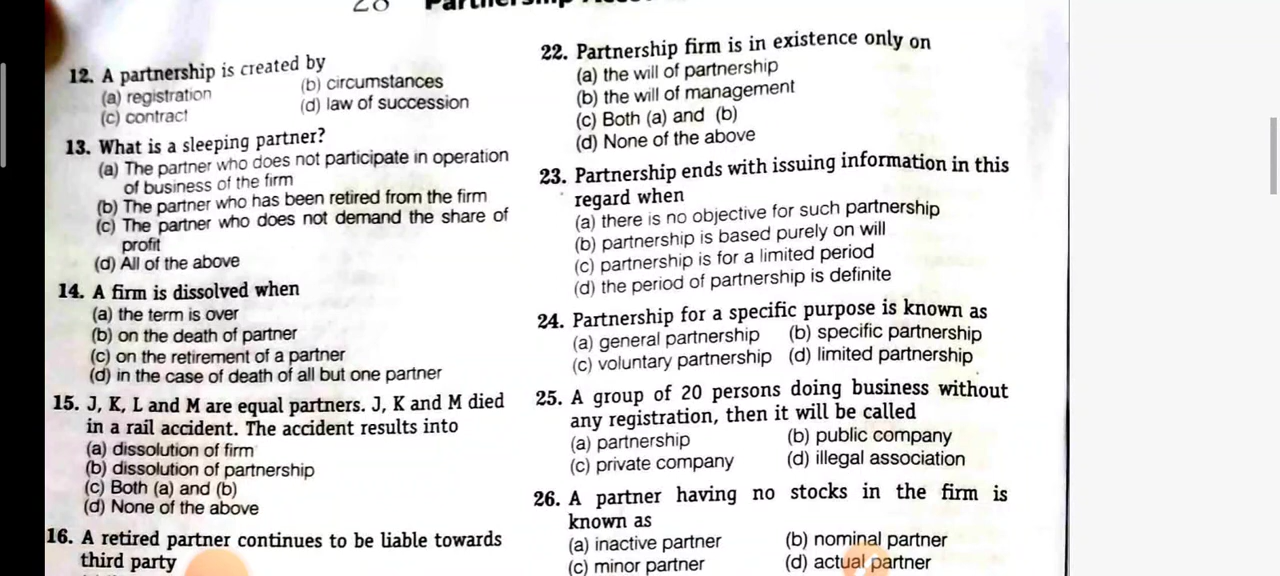 28 Partnership
12. A partnership is created by
(a) registration (b) circumstances
(c) contract (d) law of succession
13. What is a sleeping partner?
(a) The partner who does not participate in operation
of business of the firm
(b) The partner who has been retired from the firm
(c) The partner who does not demand the share of
profit
(d) All of the above
14. A firm is dissolved when
(a) the term is over
(b) on the death of partner
(c) on the retirement of a partner
(d) in the case of death of all but one partner
15. J, K, L and M are equal partners. J, K and M died
in a rail accident. The accident results into
(a) dissolution of firm
(b) dissolution of partnership
(c) Both (a) and (b)
(d) None of the above
16. A retired partner continues to be liable towards
third party
22. Partnership firm is in existence only on
(a) the will of partnership
(b) the will of management
(c) Both (a) and (b)
(d) None of the above
23. Partnership ends with issuing information in this
regard when
(a) there is no objective for such partnership
(b) partnership is based purely on will
(c) partnership is for a limited period
(d) the period of partnership is definite
24. Partnership for a specific purpose is known as
(a) general partnership (b) specific partnership
(c) voluntary partnership (d) limited partnership
25. A group of 20 persons doing business without
any registration, then it will be called
(a) partnership (b) public company
(c) private company (d) illegal association
26. A partner having no stocks in the firm is
known as
(a) inactive partner (b) nominal partner
(c) minor partner (d) actual partner